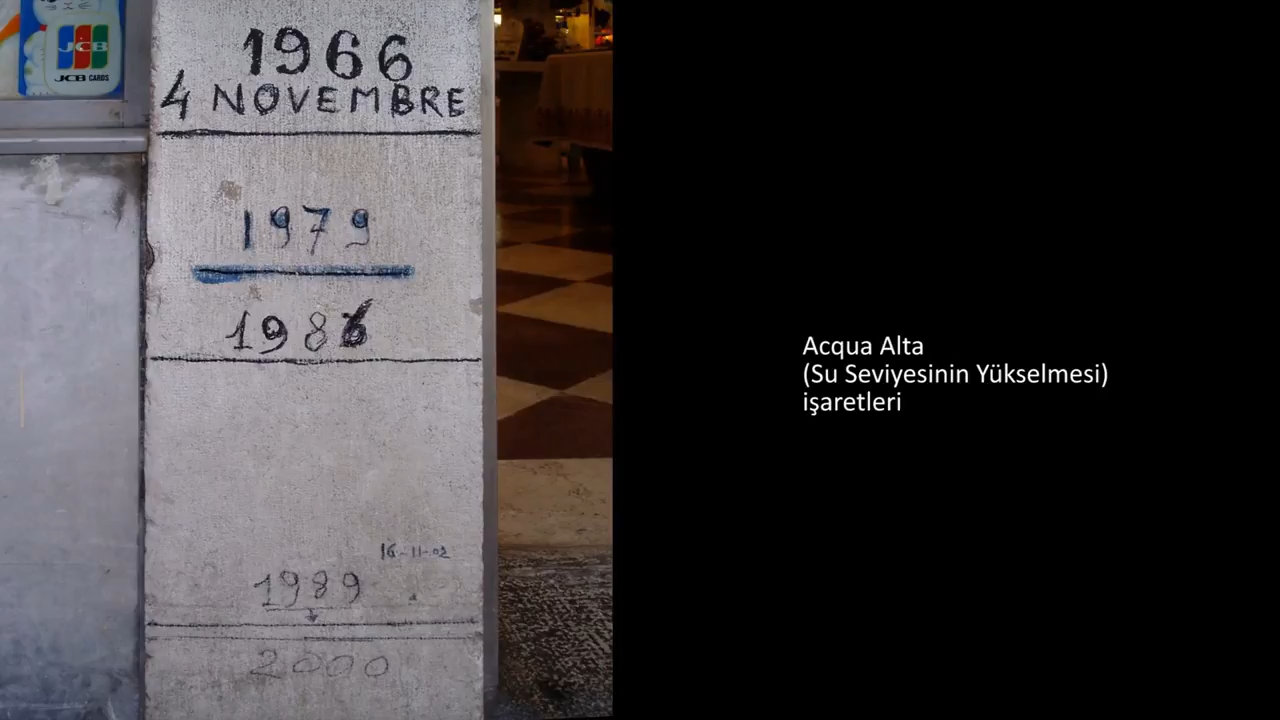 JCB
JCB CARDS
1966
4 NOVEMBRE
1979
1986
16-11-02
1989
2000
Acqua Alta
(Su Seviyesinin Yükselmesi)
işaretleri